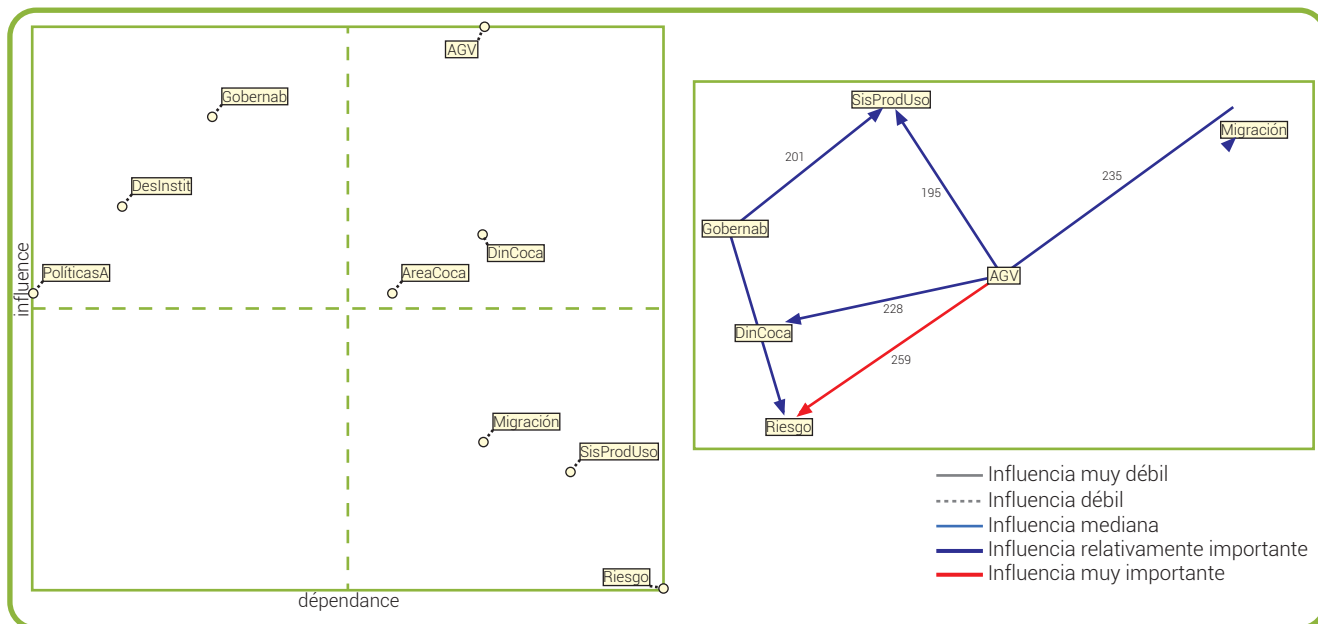 AGV
Gobernab
DesInstit
DinCoca
PolíticasA
AreaCoca
influence
Migración
SisProdUso
Riesgo
dépendance
SisProdUso
Migración
201
235
195
Gobernab
AGV
228
DinCoca
259
Riesgo
Influencia muy débil
Influencia débil
Influencia mediana
Influencia relativamente importante
Influencia muy importante